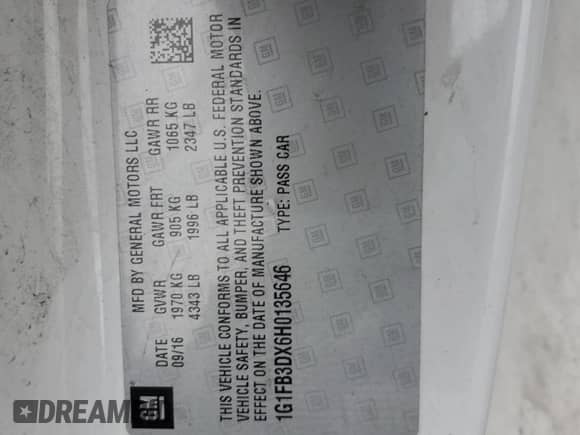 MFD BY GENERAL MOTORS LLC
DATE GVWR GAWR FRT GAWR RR
09/16 1970 KG 905 KG 1065 KG
4343 LB 1996 LB 2347 LB
THIS VEHICLE CONFORMS TO ALL APPLICABLE U.S. FEDERAL MOTOR
VEHICLE SAFETY, BUMPER, AND THEFT PREVENTION STANDARDS IN
EFFECT ON THE DATE OF MANUFACTURE SHOWN ABOVE.
1G1FB3DX6H0135646 TYPE: PASS CAR
GM